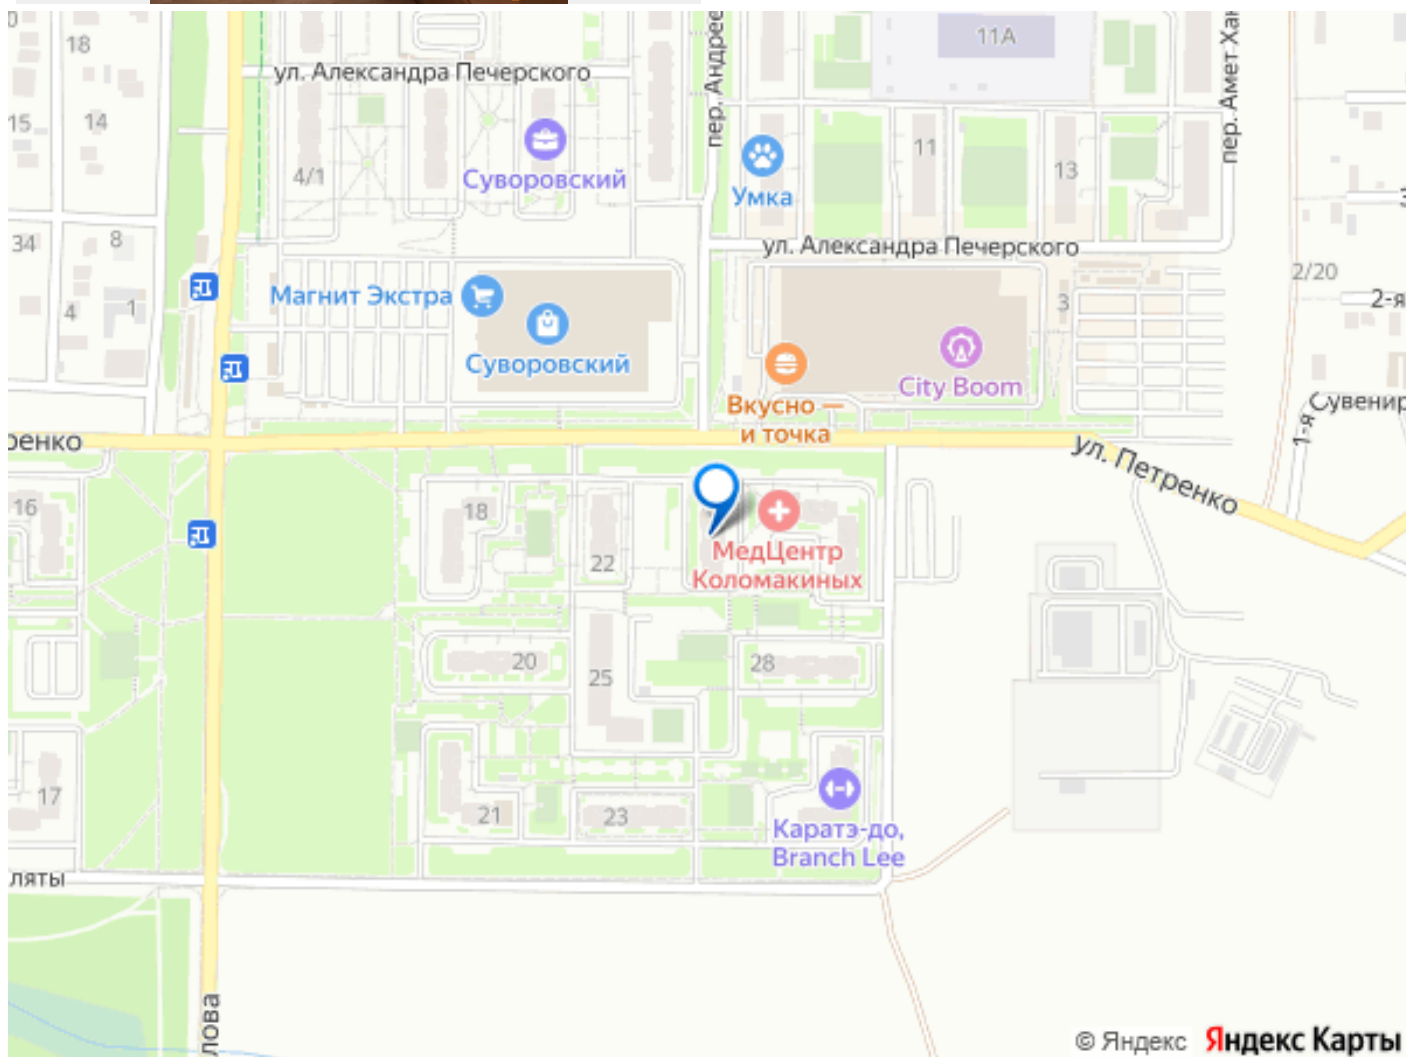 18
11А
ул. Александра Печерского
15
14
11
13
4/1
Суворовский
Умка
34
8
ул. Александра Печерского
2/20
4
1
Магнит Экстра
3
2-я
Суворовский
City Boom
Вкусно —
и точка
1-я
Сувенир
ренко
ул. Петренко
16
18
22
МедЦентр
Коломакиных
20
25
28
17
21
23
Каратэ-до,
Branch Lee
ляты
лова
пер. Андрее
пер. Амет Хан
© Яндекс Яндекс Карты